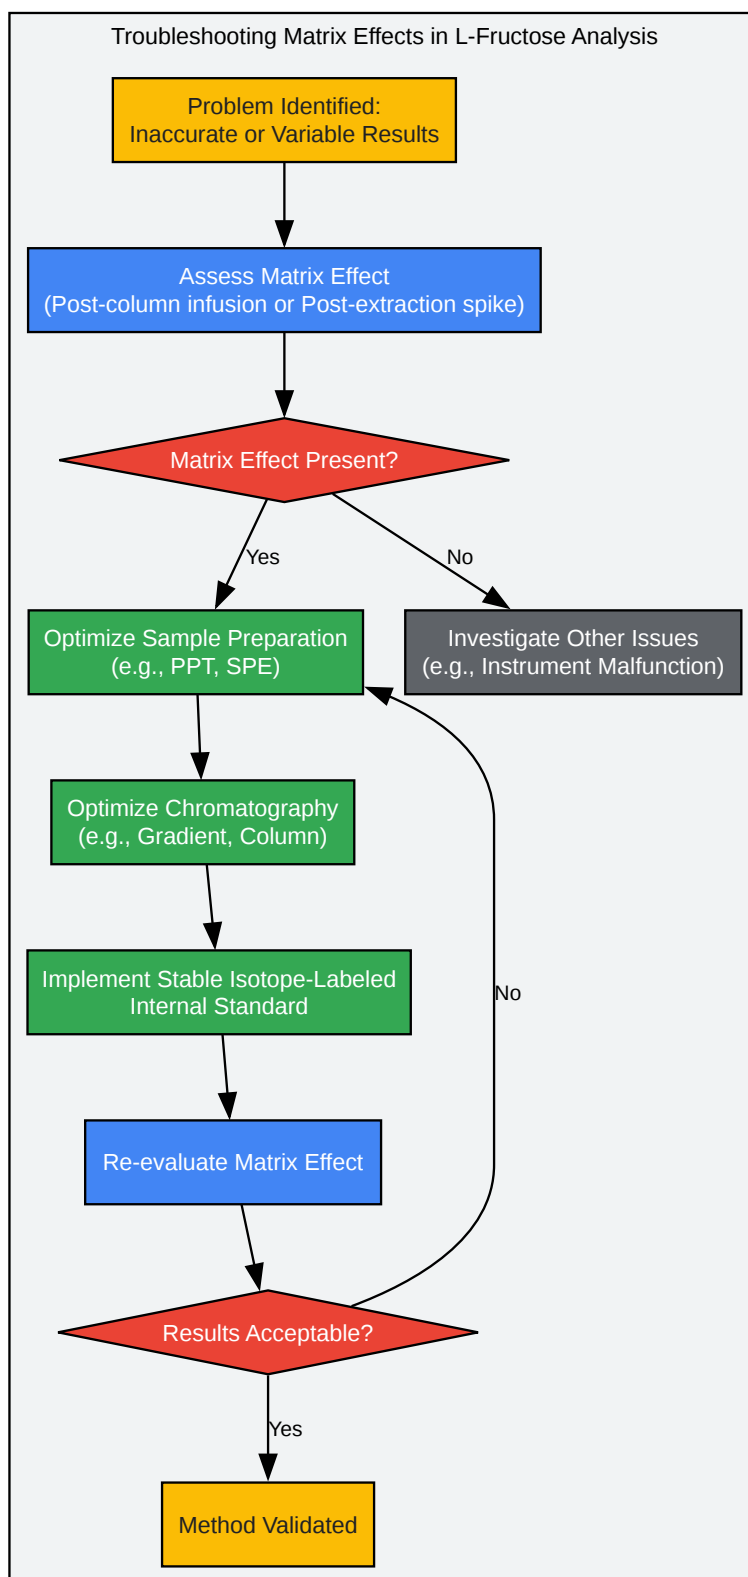 Troubleshooting Matrix Effects in L-Fructose Analysis
Problem Identified:
Inaccurate or Variable Results
Assess Matrix Effect
(Post-column infusion or Post-extraction spike)
Matrix Effect Present?
Yes
No
Optimize Sample Preparation
(e.g., PPT, SPE)
Investigate Other Issues
(e.g., Instrument Malfunction)
Optimize Chromatography
(e.g., Gradient, Column)
Implement Stable Isotope-Labeled
Internal Standard
No
Re-evaluate Matrix Effect
Results Acceptable?
Yes
Method Validated